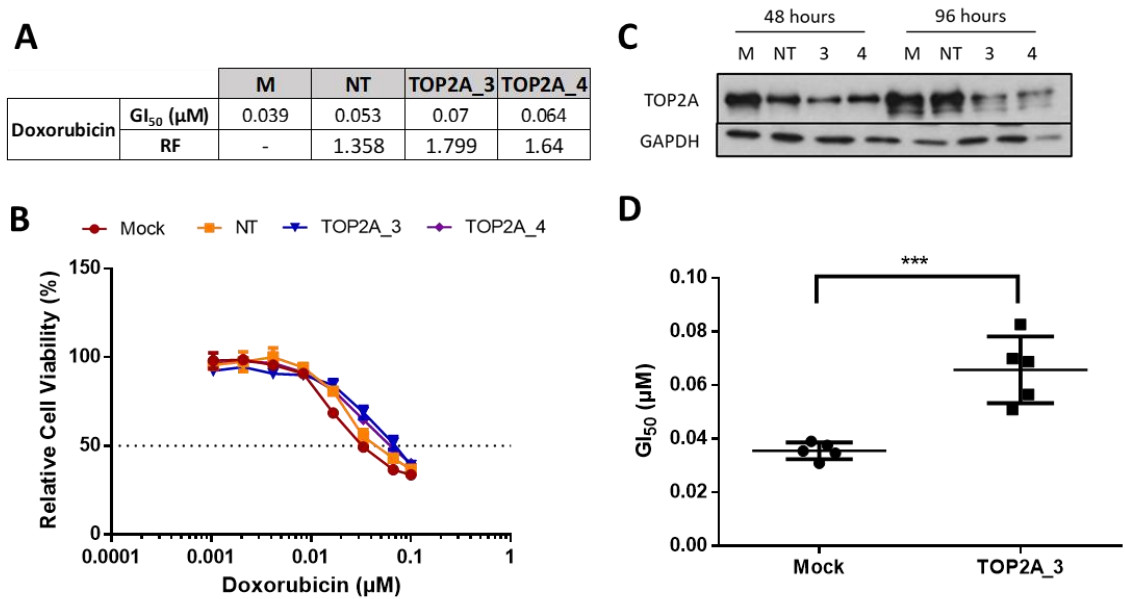 A
M NT TOP2A_3 TOP2A_4
Doxorubicin GI50 (µM) 0.039 0.053 0.07 0.064
RF - 1.358 1.799 1.64
B
Mock NT TOP2A_3 TOP2A_4
Relative Cell Viability (%)
150
100
50
0
0.0001 0.001 0.01 0.1 1
Doxorubicin (µM)
C
48 hours 96 hours
M NT 3 4 M NT 3 4
TOP2A
GAPDH
D
***
GI50 (µM)
0.10
0.08
0.06
0.04
0.02
0.00
Mock TOP2A_3